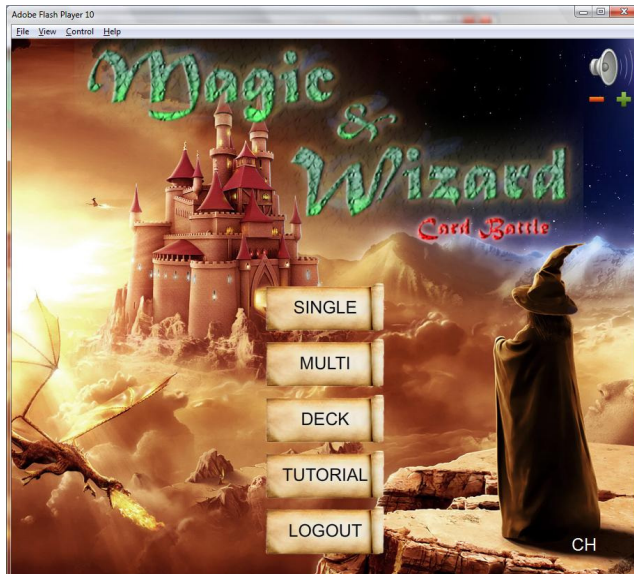 Adobe Flash Player 10
File View Control Help
Magic
&
Wizard
Card Battle
SINGLE
MULTI
DECK
TUTORIAL
LOGOUT
CH